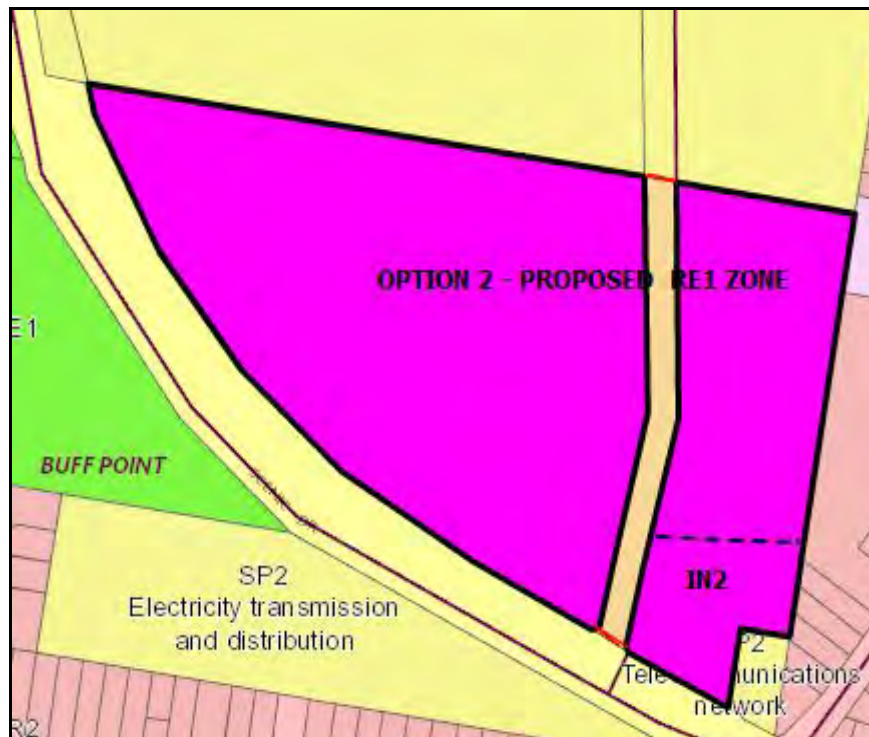 OPTION 2 - PROPOSED RE1 ZONE
E1
BUFF POINT
SP2
Electricity transmission
and distribution
IN2
P2
Tele unications
network
R2